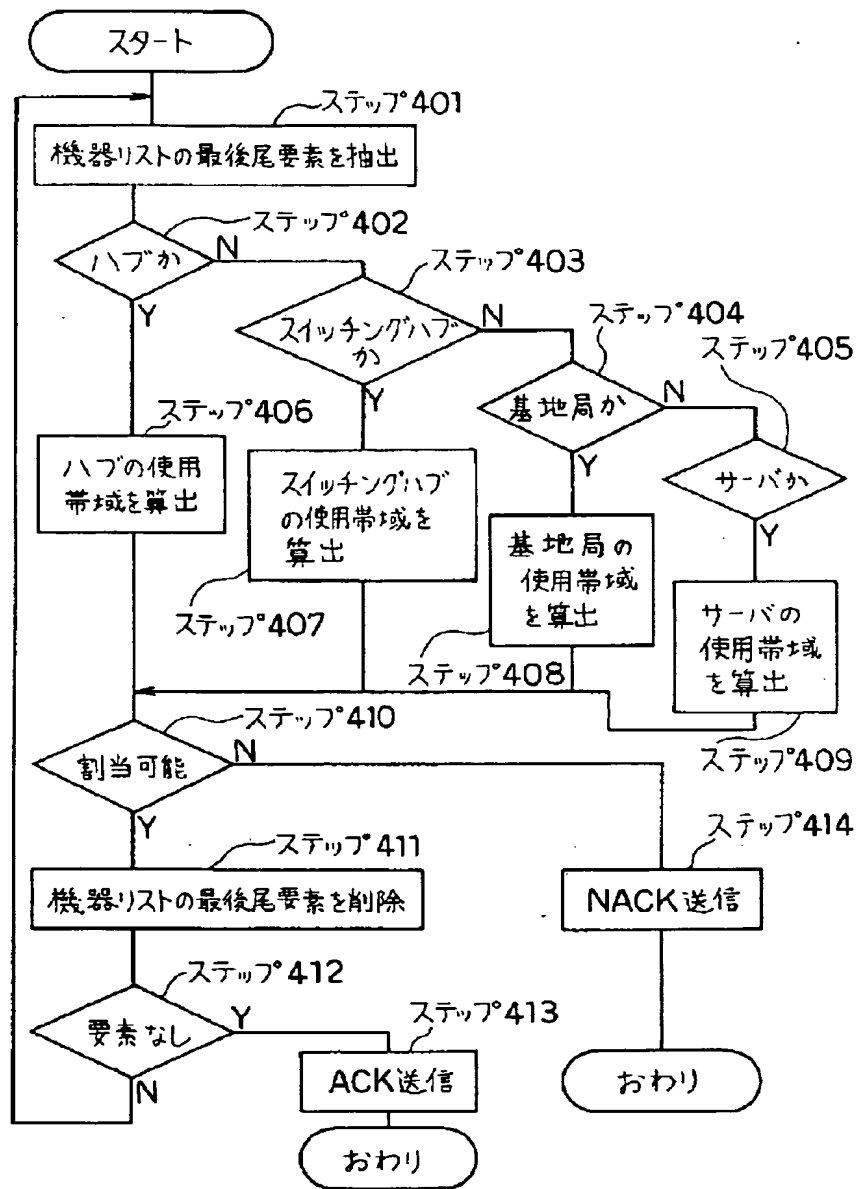 スタート
ステップ401
機器リストの最後尾要素を抽出
ステップ402
ハブか
N
Y
ステップ403
スイッチングハブ
か
N
Y
ステップ404
基地局か
N
Y
ステップ405
サーバか
Y
ステップ406
ハブの使用
帯域を算出
スイッチングハブ
の使用帯域を
算出
ステップ407
基地局の
使用帯域
を算出
ステップ408
サーバの
使用帯域
を算出
ステップ409
ステップ410
割当可能
N
Y
ステップ411
機器リストの最後尾要素を削除
ステップ414
NACK送信
おわり
ステップ412
要素なし
Y
N
ステップ413
ACK送信
おわり